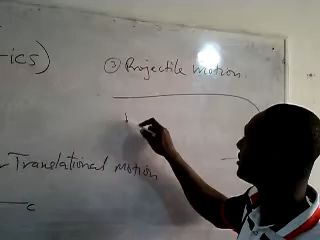 -ics)
③ Projectile motion.
Translational motion
c